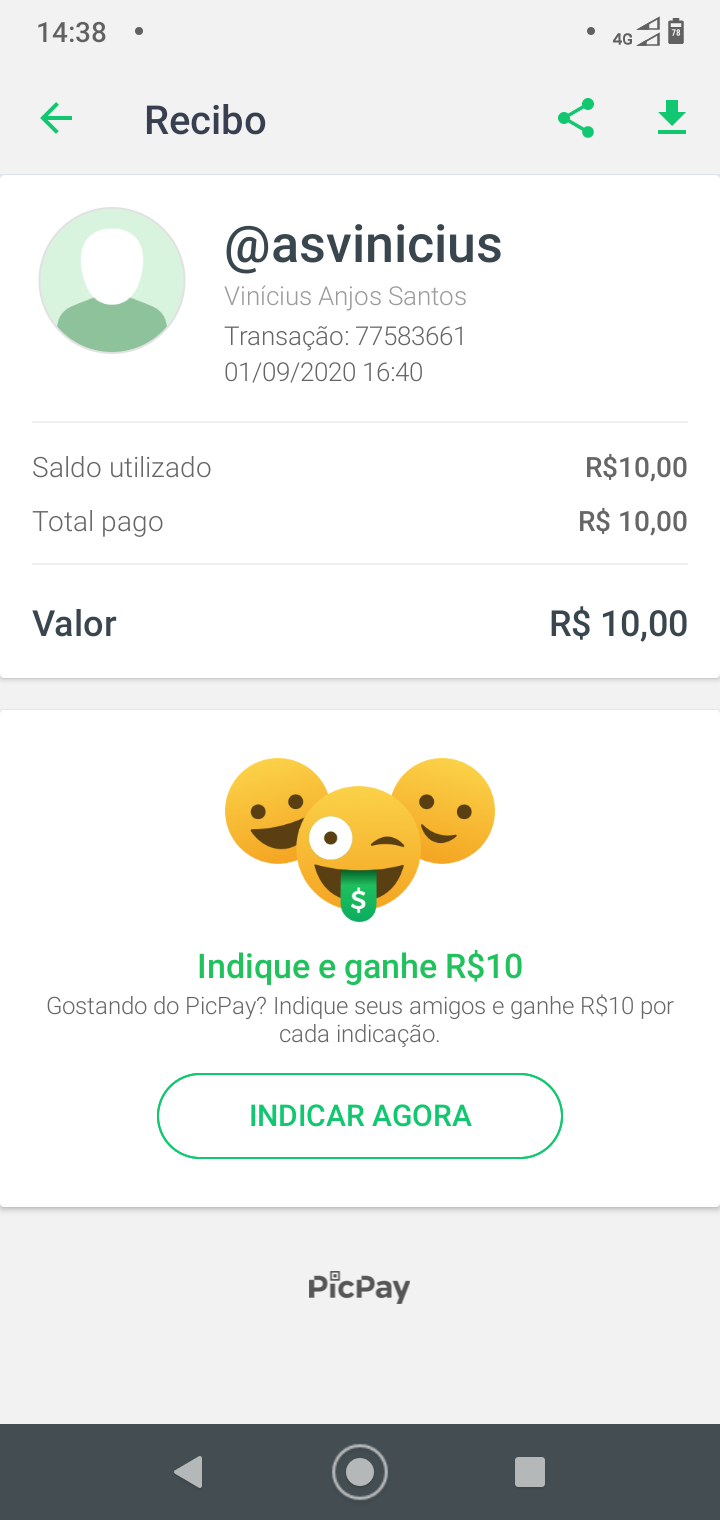 14:38
4G 78
Recibo
@asvinicius
Vinícius Anjos Santos
Transação: 77583661
01/09/2020 16:40
Saldo utilizado R$10,00
Total pago R$ 10,00
Valor R$ 10,00
$
Indique e ganhe R$10
Gostando do PicPay? Indique seus amigos e ganhe R$10 por
cada indicação.
INDICAR AGORA
PicPay